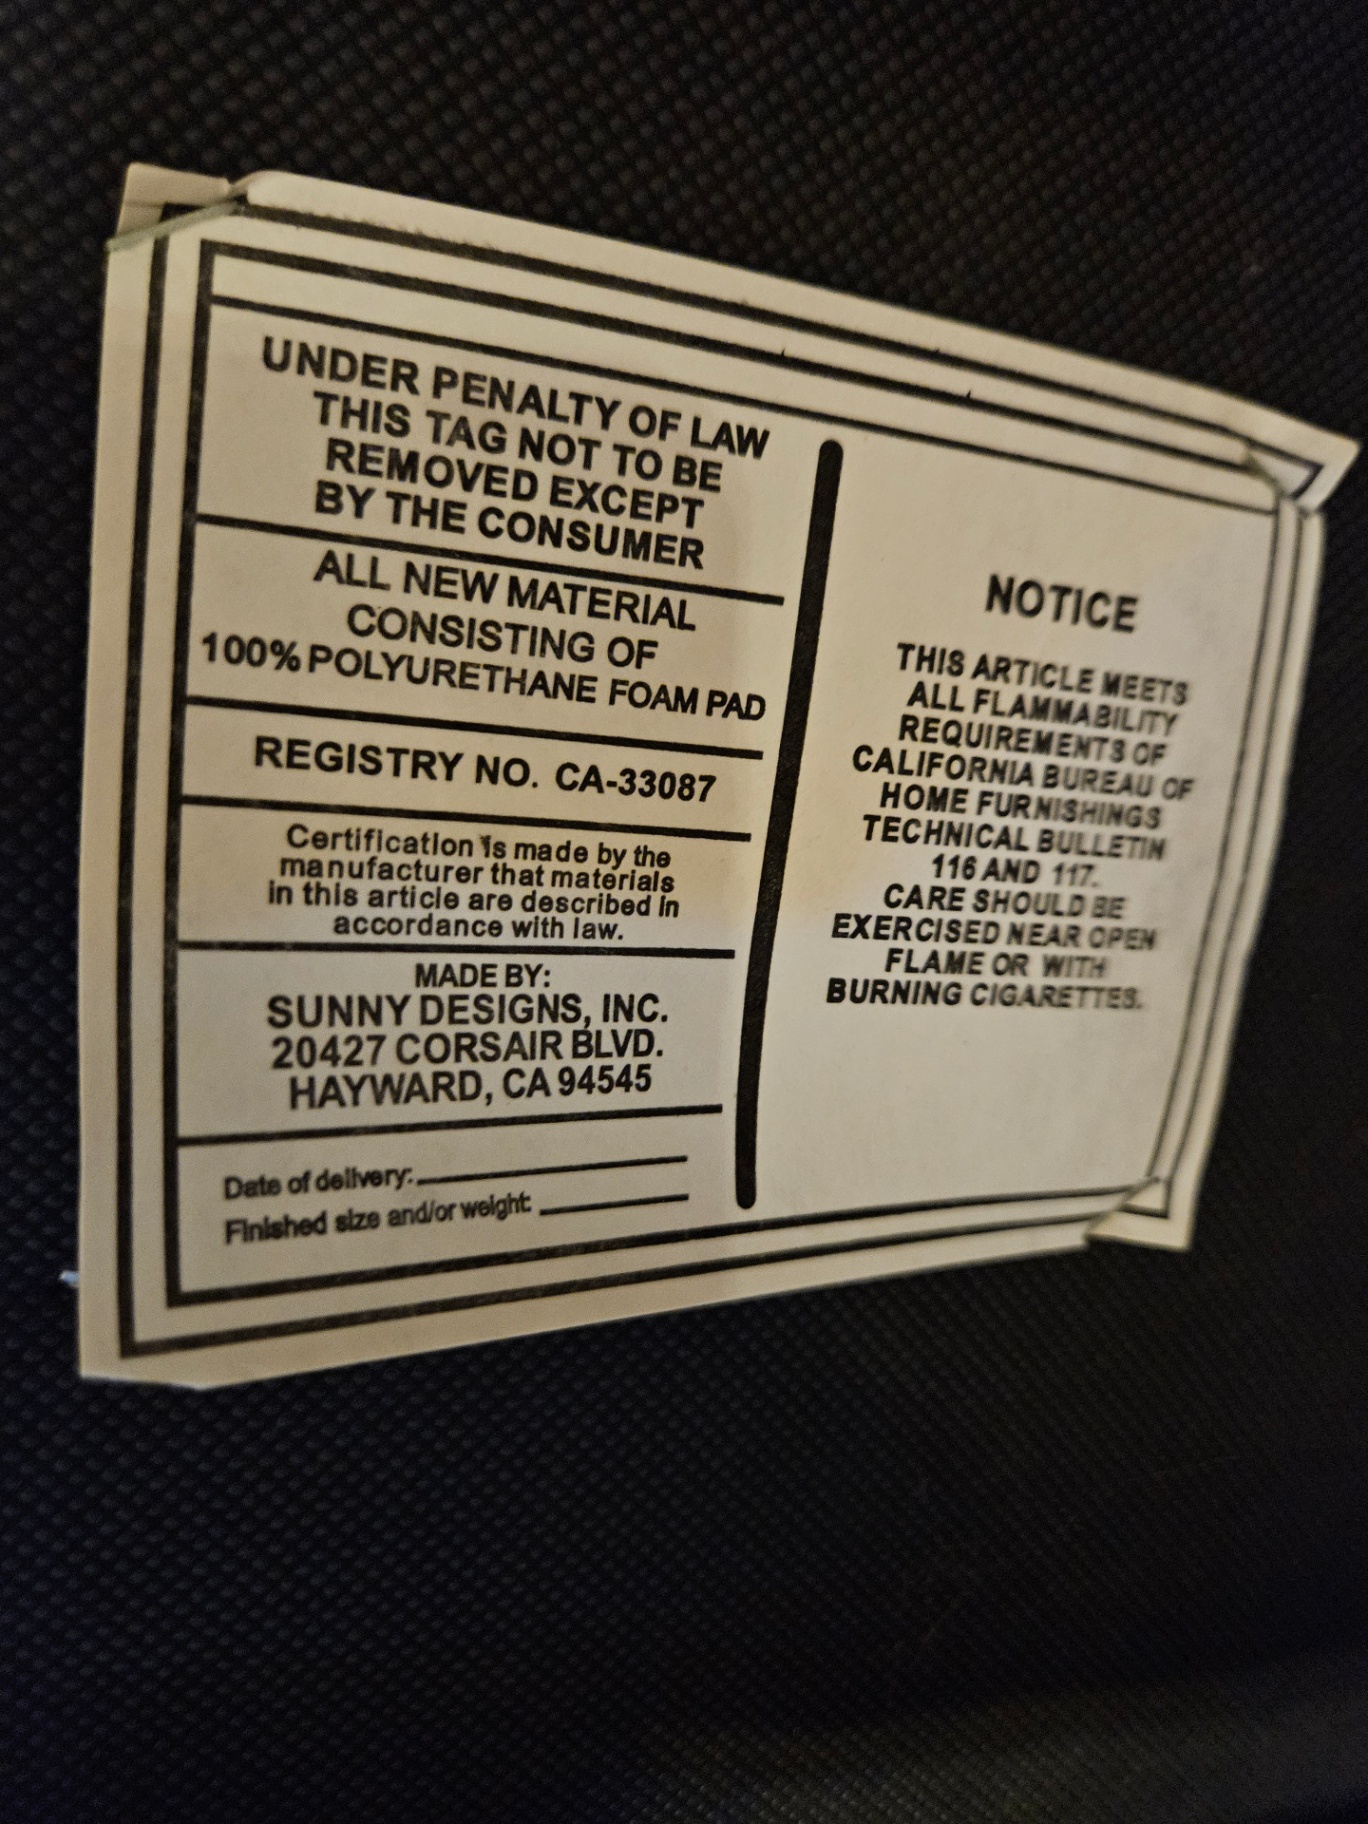 UNDER PENALTY OF LAW
THIS TAG NOT TO BE
REMOVED EXCEPT
BY THE CONSUMER
ALL NEW MATERIAL
CONSISTING OF
100% POLYURETHANE FOAM PAD
REGISTRY NO. CA-33087
Certification is made by the
manufacturer that materials
in this article are described in
accordance with law.
MADE BY:
SUNNY DESIGNS, INC.
20427 CORSAIR BLVD.
HAYWARD, CA 94545
Date of delivery:
Finished size and/or weight:
NOTICE
THIS ARTICLE MEETS
ALL FLAMMABILITY
REQUIREMENTS OF
CALIFORNIA BUREAU OF
HOME FURNISHINGS
TECHNICAL BULLETIN
116 AND 117.
CARE SHOULD BE
EXERCISED NEAR OPEN
FLAME OR WITH
BURNING CIGARETTES.